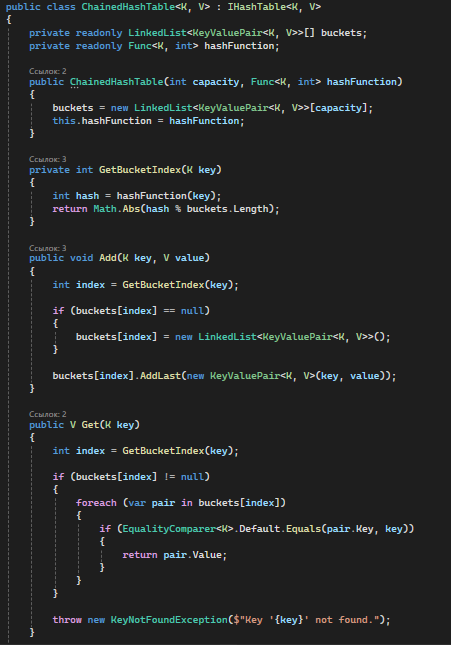 public class ChainedHashTable<K, V> : IHashTable<K, V>
{
    private readonly LinkedList<KeyValuePair<K, V>>[] buckets;
    private readonly Func<K, int> hashFunction;

    Ссылок: 2
    public ChainedHashTable(int capacity, Func<K, int> hashFunction)
    {
        buckets = new LinkedList<KeyValuePair<K, V>>[capacity];
        this.hashFunction = hashFunction;
    }

    Ссылок: 3
    private int GetBucketIndex(K key)
    {
        int hash = hashFunction(key);
        return Math.Abs(hash % buckets.Length);
    }

    Ссылок: 3
    public void Add(K key, V value)
    {
        int index = GetBucketIndex(key);

        if (buckets[index] == null)
        {
            buckets[index] = new LinkedList<KeyValuePair<K, V>>();
        }

        buckets[index].AddLast(new KeyValuePair<K, V>(key, value));
    }

    Ссылок: 2
    public V Get(K key)
    {
        int index = GetBucketIndex(key);

        if (buckets[index] != null)
        {
            foreach (var pair in buckets[index])
            {
                if (EqualityComparer<K>.Default.Equals(pair.Key, key))
                {
                    return pair.Value;
                }
            }
        }

        throw new KeyNotFoundException($"Key '{key}' not found.");
    }